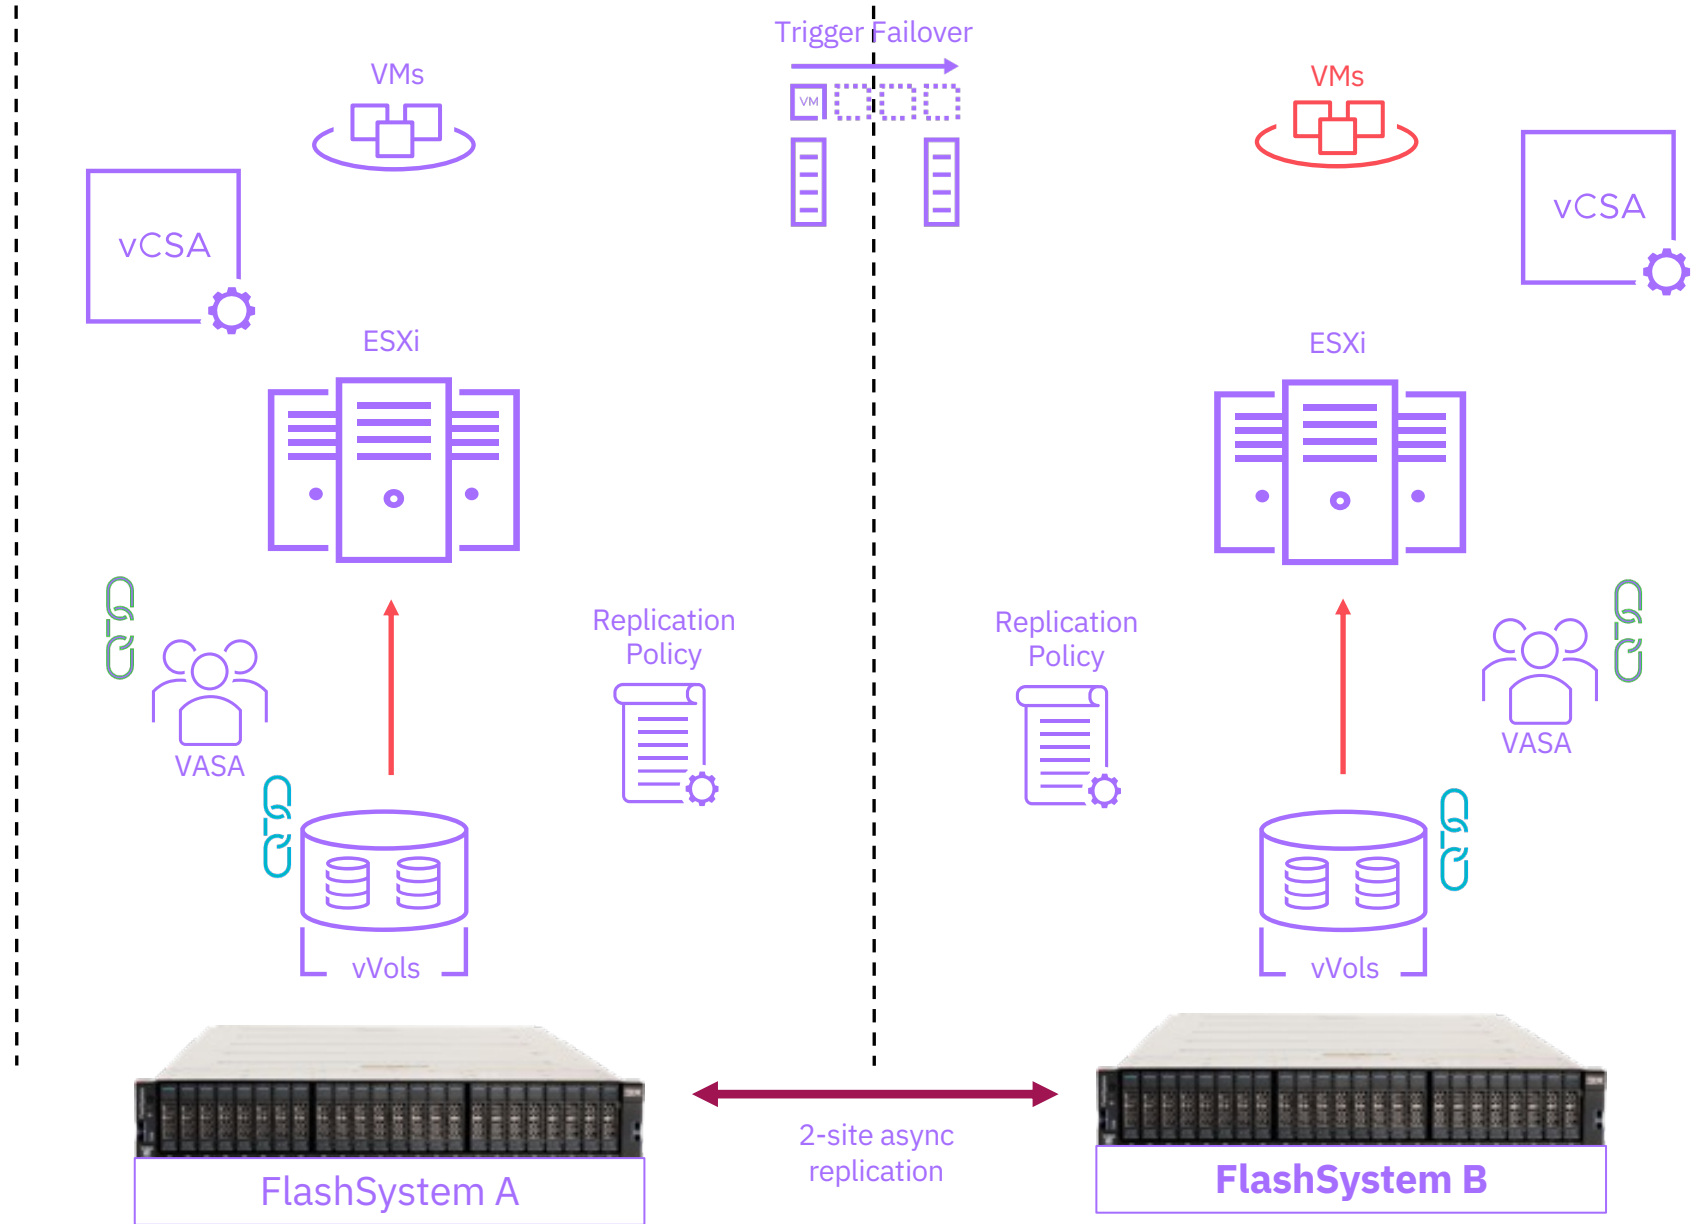 Trigger Failover
VMs
VM
VMs
vCSA
vCSA
ESXi
ESXi
Replication
Policy
Replication
Policy
VASA
VASA
vVols
vVols
2-site async
replication
FlashSystem A
FlashSystem B